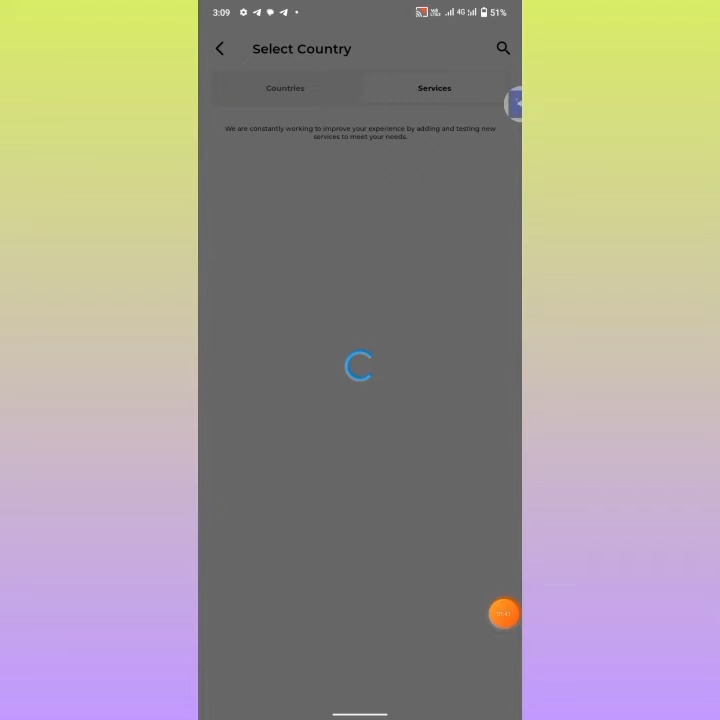 3:09 4G 51%
Select Country
Countries Services
We are constantly working to improve your experience by adding and testing new
services to meet your needs.